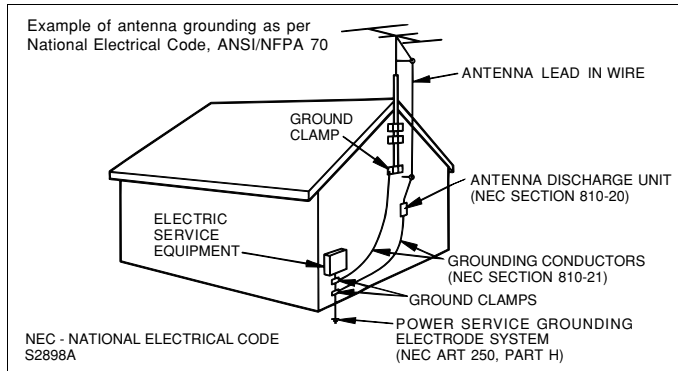 Example of antenna grounding as per
National Electrical Code, ANSI/NFPA 70
ANTENNA LEAD IN WIRE
GROUND
CLAMP
ANTENNA DISCHARGE UNIT
(NEC SECTION 810-20)
ELECTRIC
SERVICE
EQUIPMENT
GROUNDING CONDUCTORS
(NEC SECTION 810-21)
GROUND CLAMPS
POWER SERVICE GROUNDING
ELECTRODE SYSTEM
(NEC ART 250, PART H)
NEC - NATIONAL ELECTRICAL CODE
S2898A